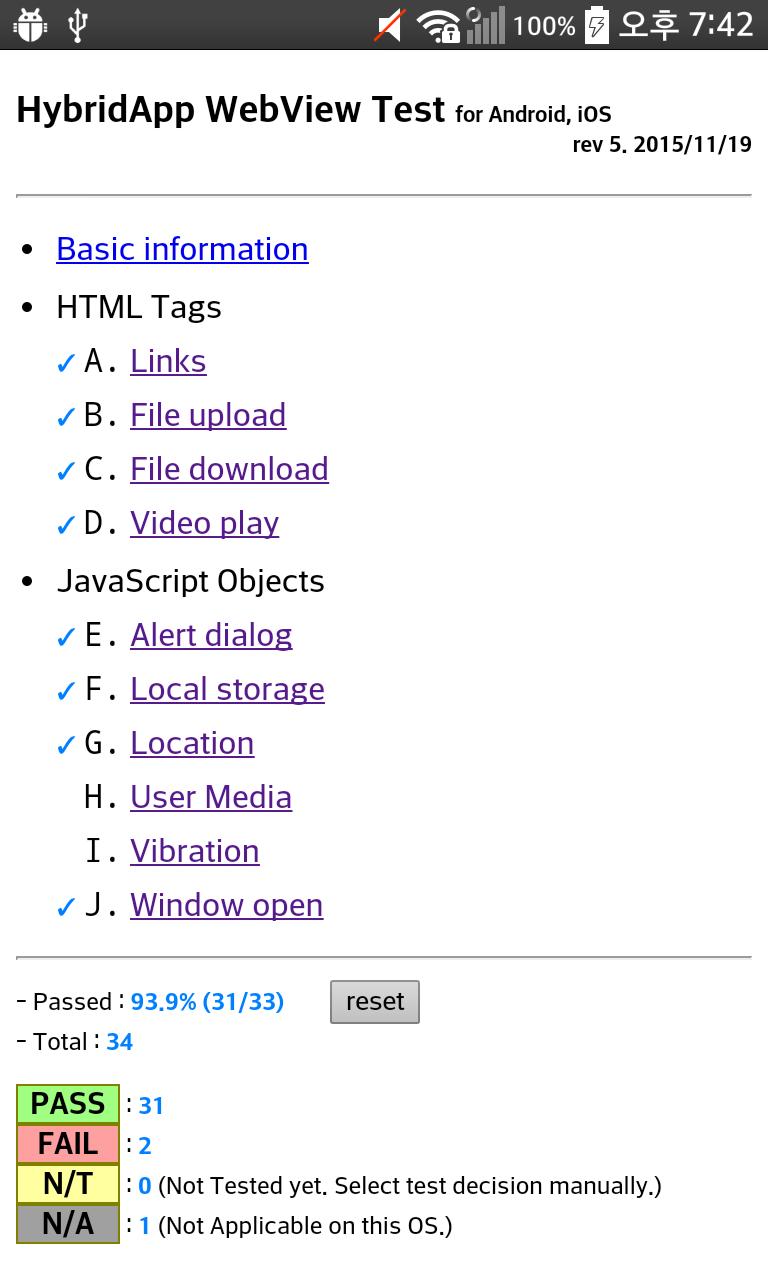 100% 오후 7:42
HybridApp WebView Test for Android, iOS
rev 5. 2015/11/19
• Basic information
• HTML Tags
✓ A. Links
✓ B. File upload
✓ C. File download
✓ D. Video play
• JavaScript Objects
✓ E. Alert dialog
✓ F. Local storage
✓ G. Location
H. User Media
I. Vibration
✓ J. Window open
- Passed : 93.9% (31/33) reset
- Total : 34
PASS : 31
FAIL : 2
N/T : 0 (Not Tested yet. Select test decision manually.)
N/A : 1 (Not Applicable on this OS.)